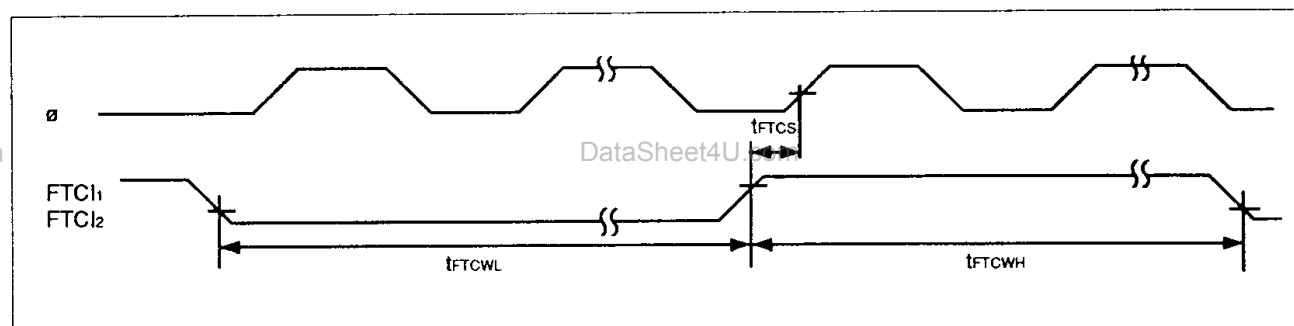 ø
tFTCS
DataSheet4U.com
FTCI1
FTCI2
tFTCWL
tFTCWH